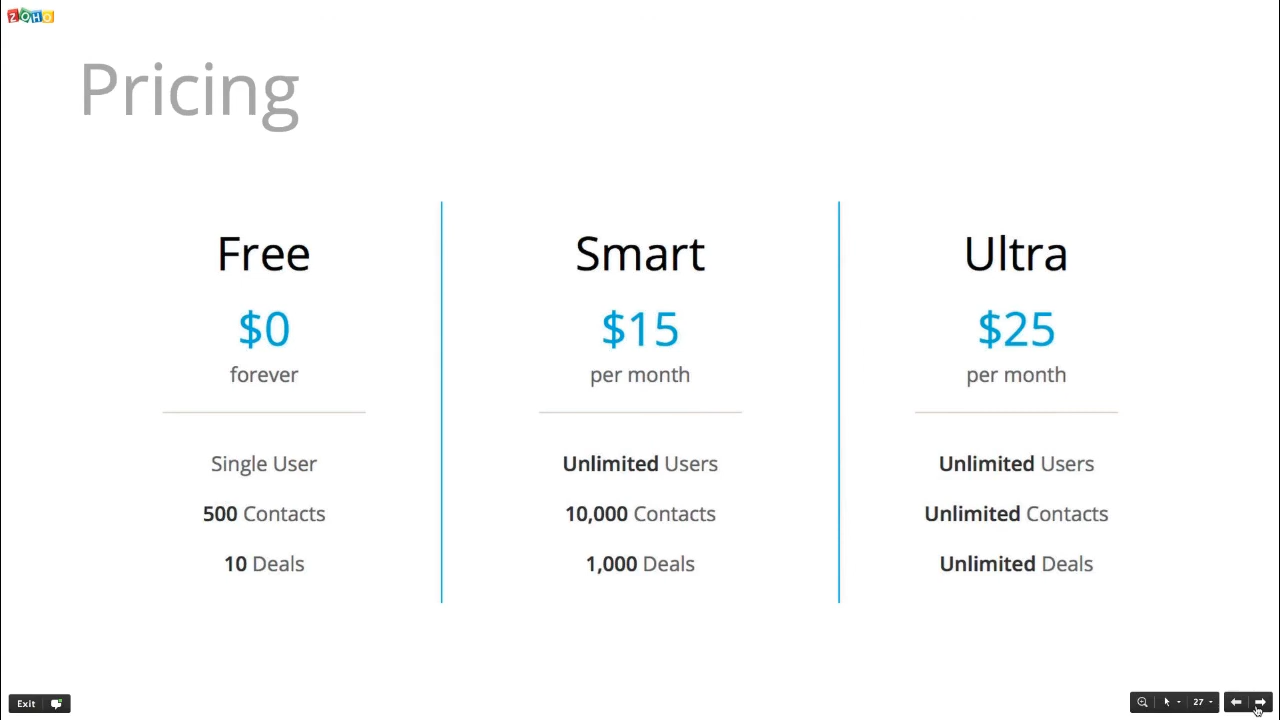 ZOHO
Pricing
Free
$0
forever
Single User
500 Contacts
10 Deals
Smart
$15
per month
Unlimited Users
10,000 Contacts
1,000 Deals
Ultra
$25
per month
Unlimited Users
Unlimited Contacts
Unlimited Deals
Exit
27